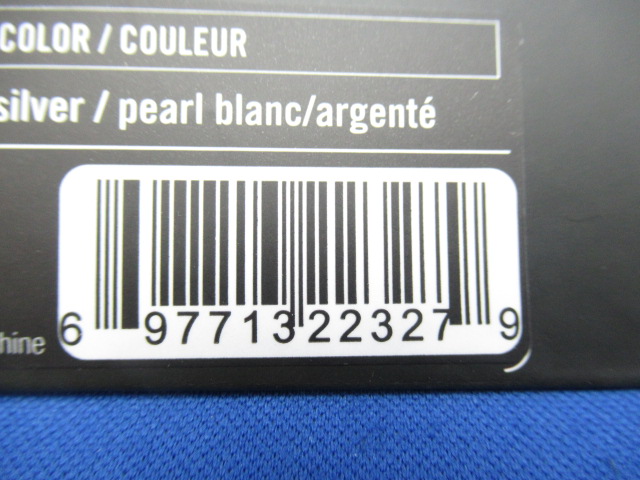 COLOR / COULEUR
silver / pearl blanc/argenté
6 97713 22327 9
hine